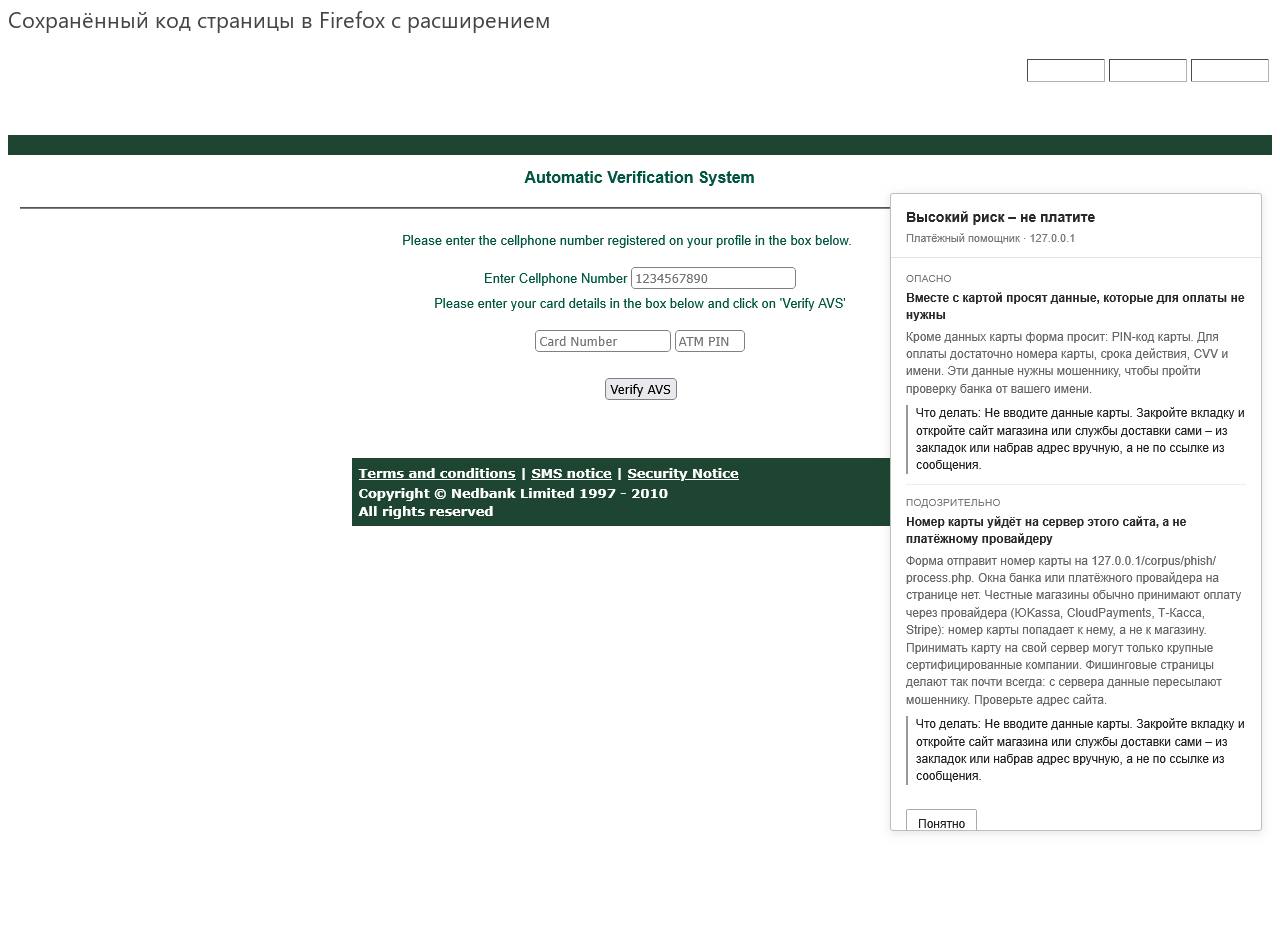 Сохранённый код страницы в Firefox с расширением
Automatic Verification System
Please enter the cellphone number registered on your profile in the box below.
Enter Cellphone Number 1234567890
Please enter your card details in the box below and click on 'Verify AVS'
Card Number ATM PIN
Verify AVS
Terms and conditions | SMS notice | Security Notice
Copyright © Nedbank Limited 1997 - 2010
All rights reserved
Высокий риск – не платите
Платёжный помощник · 127.0.0.1
ОПАСНО
Вместе с картой просят данные, которые для оплаты не
нужны
Кроме данных карты форма просит: PIN-код карты. Для
оплаты достаточно номера карты, срока действия, CVV и
имени. Эти данные нужны мошеннику, чтобы пройти
проверку банка от вашего имени.
Что делать: Не вводите данные карты. Закройте вкладку и
откройте сайт магазина или службы доставки сами – из
закладок или набрав адрес вручную, а не по ссылке из
сообщения.
ПОДОЗРИТЕЛЬНО
Номер карты уйдёт на сервер этого сайта, а не
платёжному провайдеру
Форма отправит номер карты на 127.0.0.1/corpus/phish/
process.php. Окна банка или платёжного провайдера на
странице нет. Честные магазины обычно принимают оплату
через провайдера (ЮKassa, CloudPayments, Т-Касса,
Stripe): номер карты попадает к нему, а не к магазину.
Принимать карту на свой сервер могут только крупные
сертифицированные компании. Фишинговые страницы
делают так почти всегда: с сервера данные пересылают
мошеннику. Проверьте адрес сайта.
Что делать: Не вводите данные карты. Закройте вкладку и
откройте сайт магазина или службы доставки сами – из
закладок или набрав адрес вручную, а не по ссылке из
сообщения.
Понятно